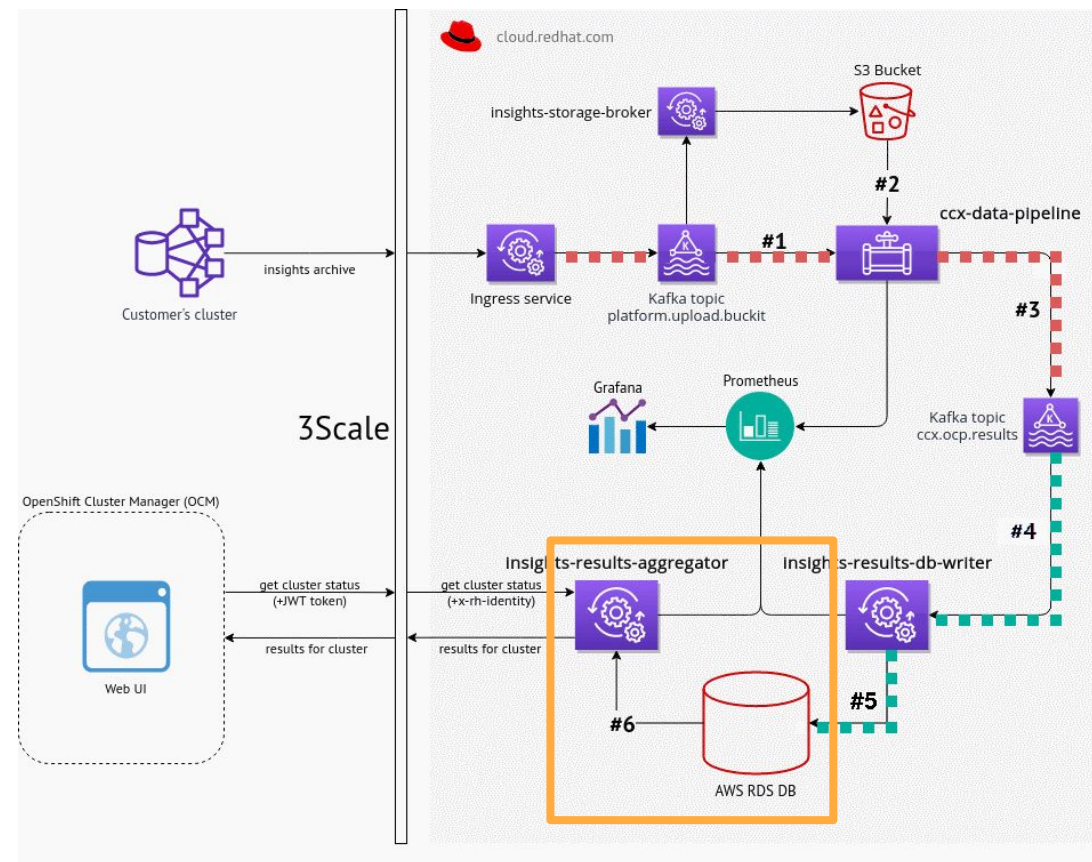 cloud.redhat.com
S3 Bucket
insights-storage-broker
#2
ccx-data-pipeline
#1
insights archive
Ingress service
Kafka topic
platform.upload.buckit
Customer's cluster
#3
Grafana
Prometheus
Kafka topic
ccx.ocp.results
3Scale
OpenShift Cluster Manager (OCM)
#4
insights-results-aggregator
insights-results-db-writer
get cluster status
(+JWT token)
get cluster status
(+x-rh-identity)
results for cluster
results for cluster
Web UI
#5
#6
AWS RDS DB